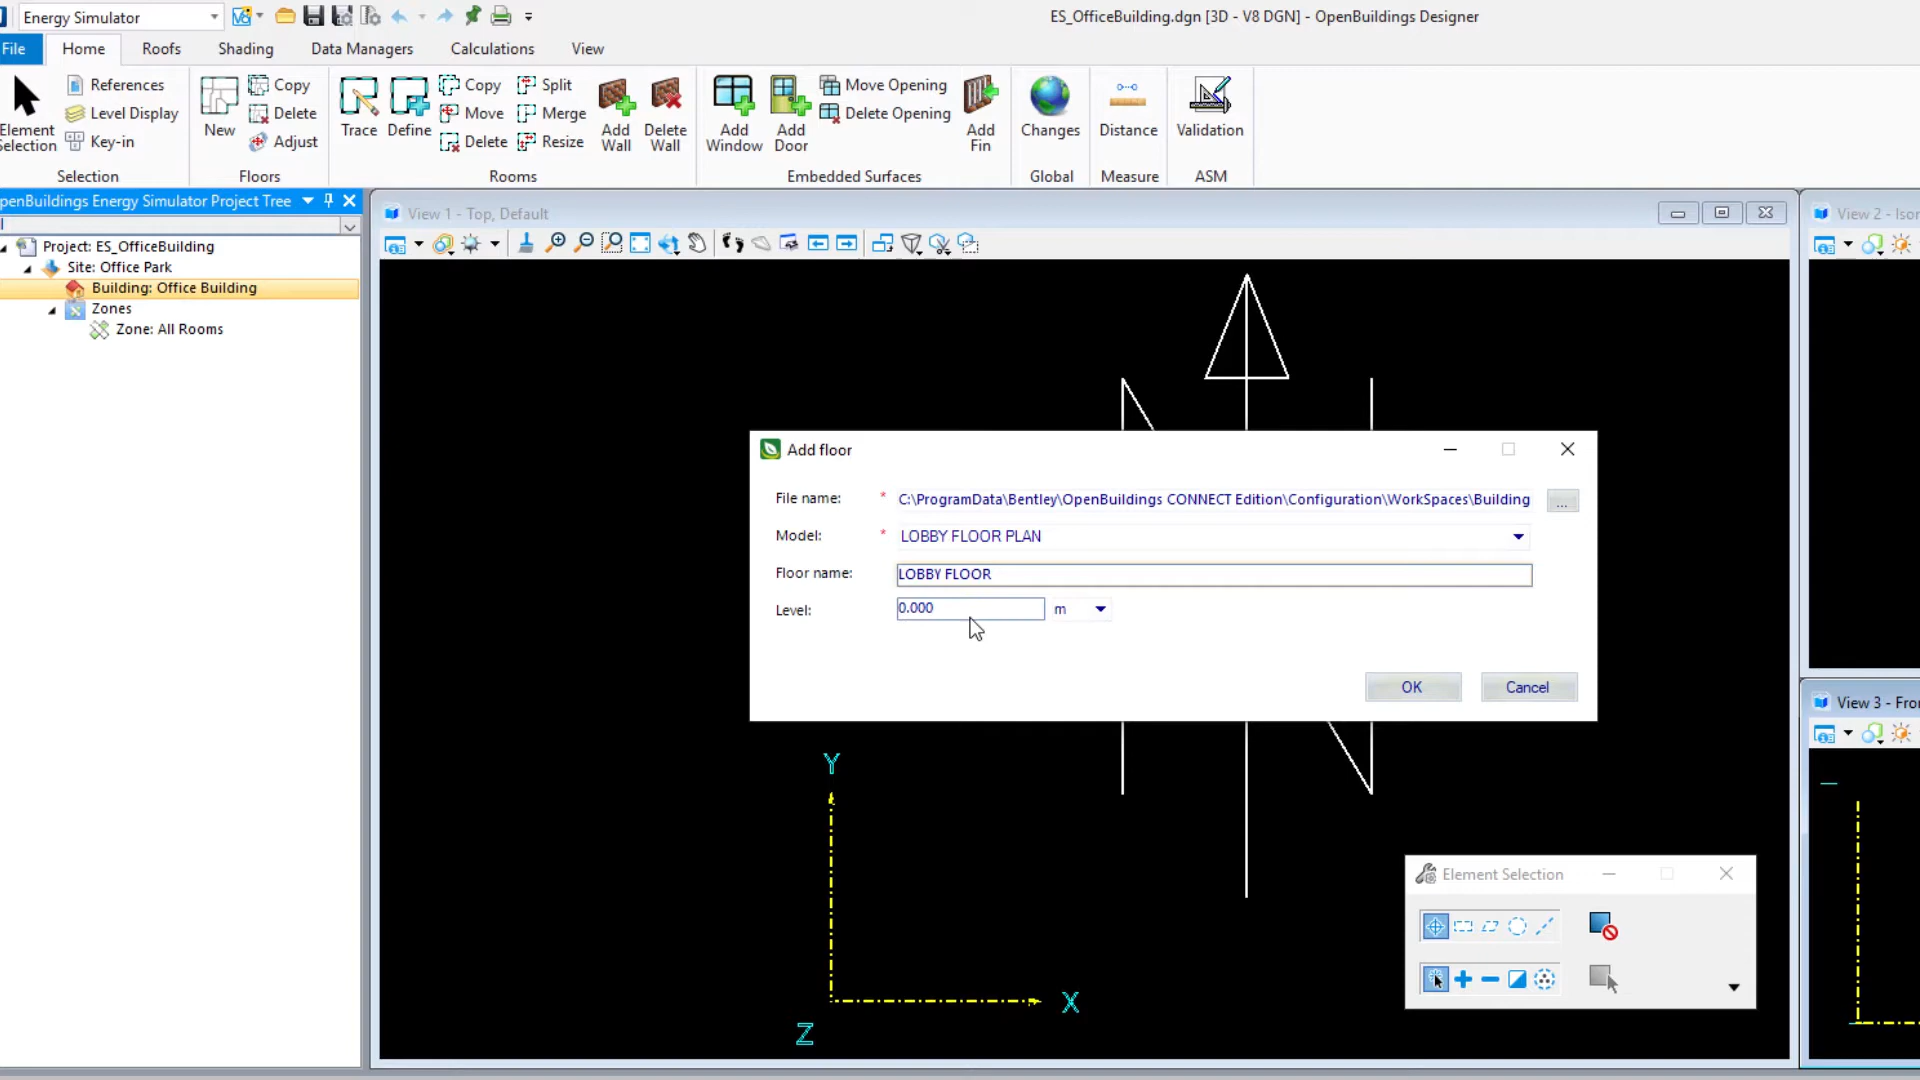 Energy Simulator
ES_OfficeBuilding.dgn [3D - V8 DGN] - OpenBuildings Designer
File
Home
Roofs
Shading
Data Managers
Calculations
View
Element
Selection
References
Level Display
Key-in
Selection
New
Copy
Delete
Adjust
Floors
Trace
Define
Copy
Move
Delete
Split
Merge
Resize
Add
Wall
Delete
Wall
Rooms
Add
Window
Add
Door
Move Opening
Delete Opening
Add
Fin
Embedded Surfaces
Changes
Global
Distance
Measure
Validation
ASM
penBuildings Energy Simulator Project Tree
Project: ES_OfficeBuilding
Site: Office Park
Building: Office Building
Zones
Zone: All Rooms
View 1 - Top, Default
View 2 - Isor
Add floor
File name: * C:\ProgramData\Bentley\OpenBuildings CONNECT Edition\Configuration\WorkSpaces\Building ...
Model: * LOBBY FLOOR PLAN
Floor name: LOBBY FLOOR
Level: 0.000 m
OK
Cancel
View 3 - Fro
Y
X
Z
Element Selection